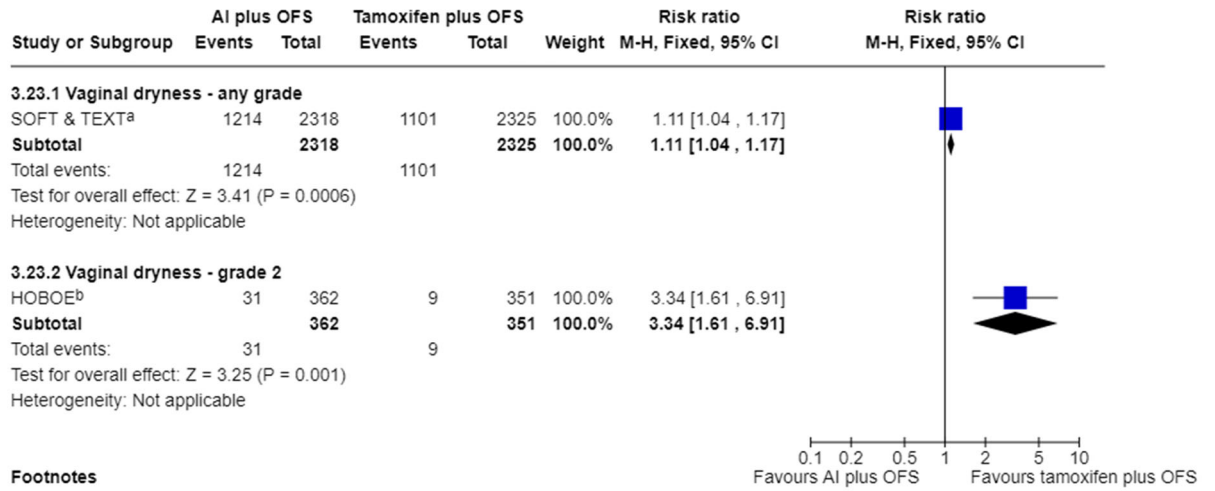 AI plus OFS Tamoxifen plus OFS Risk ratio Risk ratio
Study or Subgroup Events Total Events Total Weight M-H, Fixed, 95% CI M-H, Fixed, 95% CI
3.23.1 Vaginal dryness - any grade
SOFT & TEXTa 1214 2318 1101 2325 100.0% 1.11 [1.04 , 1.17]
Subtotal 2318 2325 100.0% 1.11 [1.04 , 1.17]
Total events: 1214 1101
Test for overall effect: Z = 3.41 (P = 0.0006)
Heterogeneity: Not applicable
3.23.2 Vaginal dryness - grade 2
HOBOEb 31 362 9 351 100.0% 3.34 [1.61 , 6.91]
Subtotal 362 351 100.0% 3.34 [1.61 , 6.91]
Total events: 31 9
Test for overall effect: Z = 3.25 (P = 0.001)
Heterogeneity: Not applicable
0.1 0.2 0.5 1 2 5 10
Footnotes Favours AI plus OFS Favours tamoxifen plus OFS